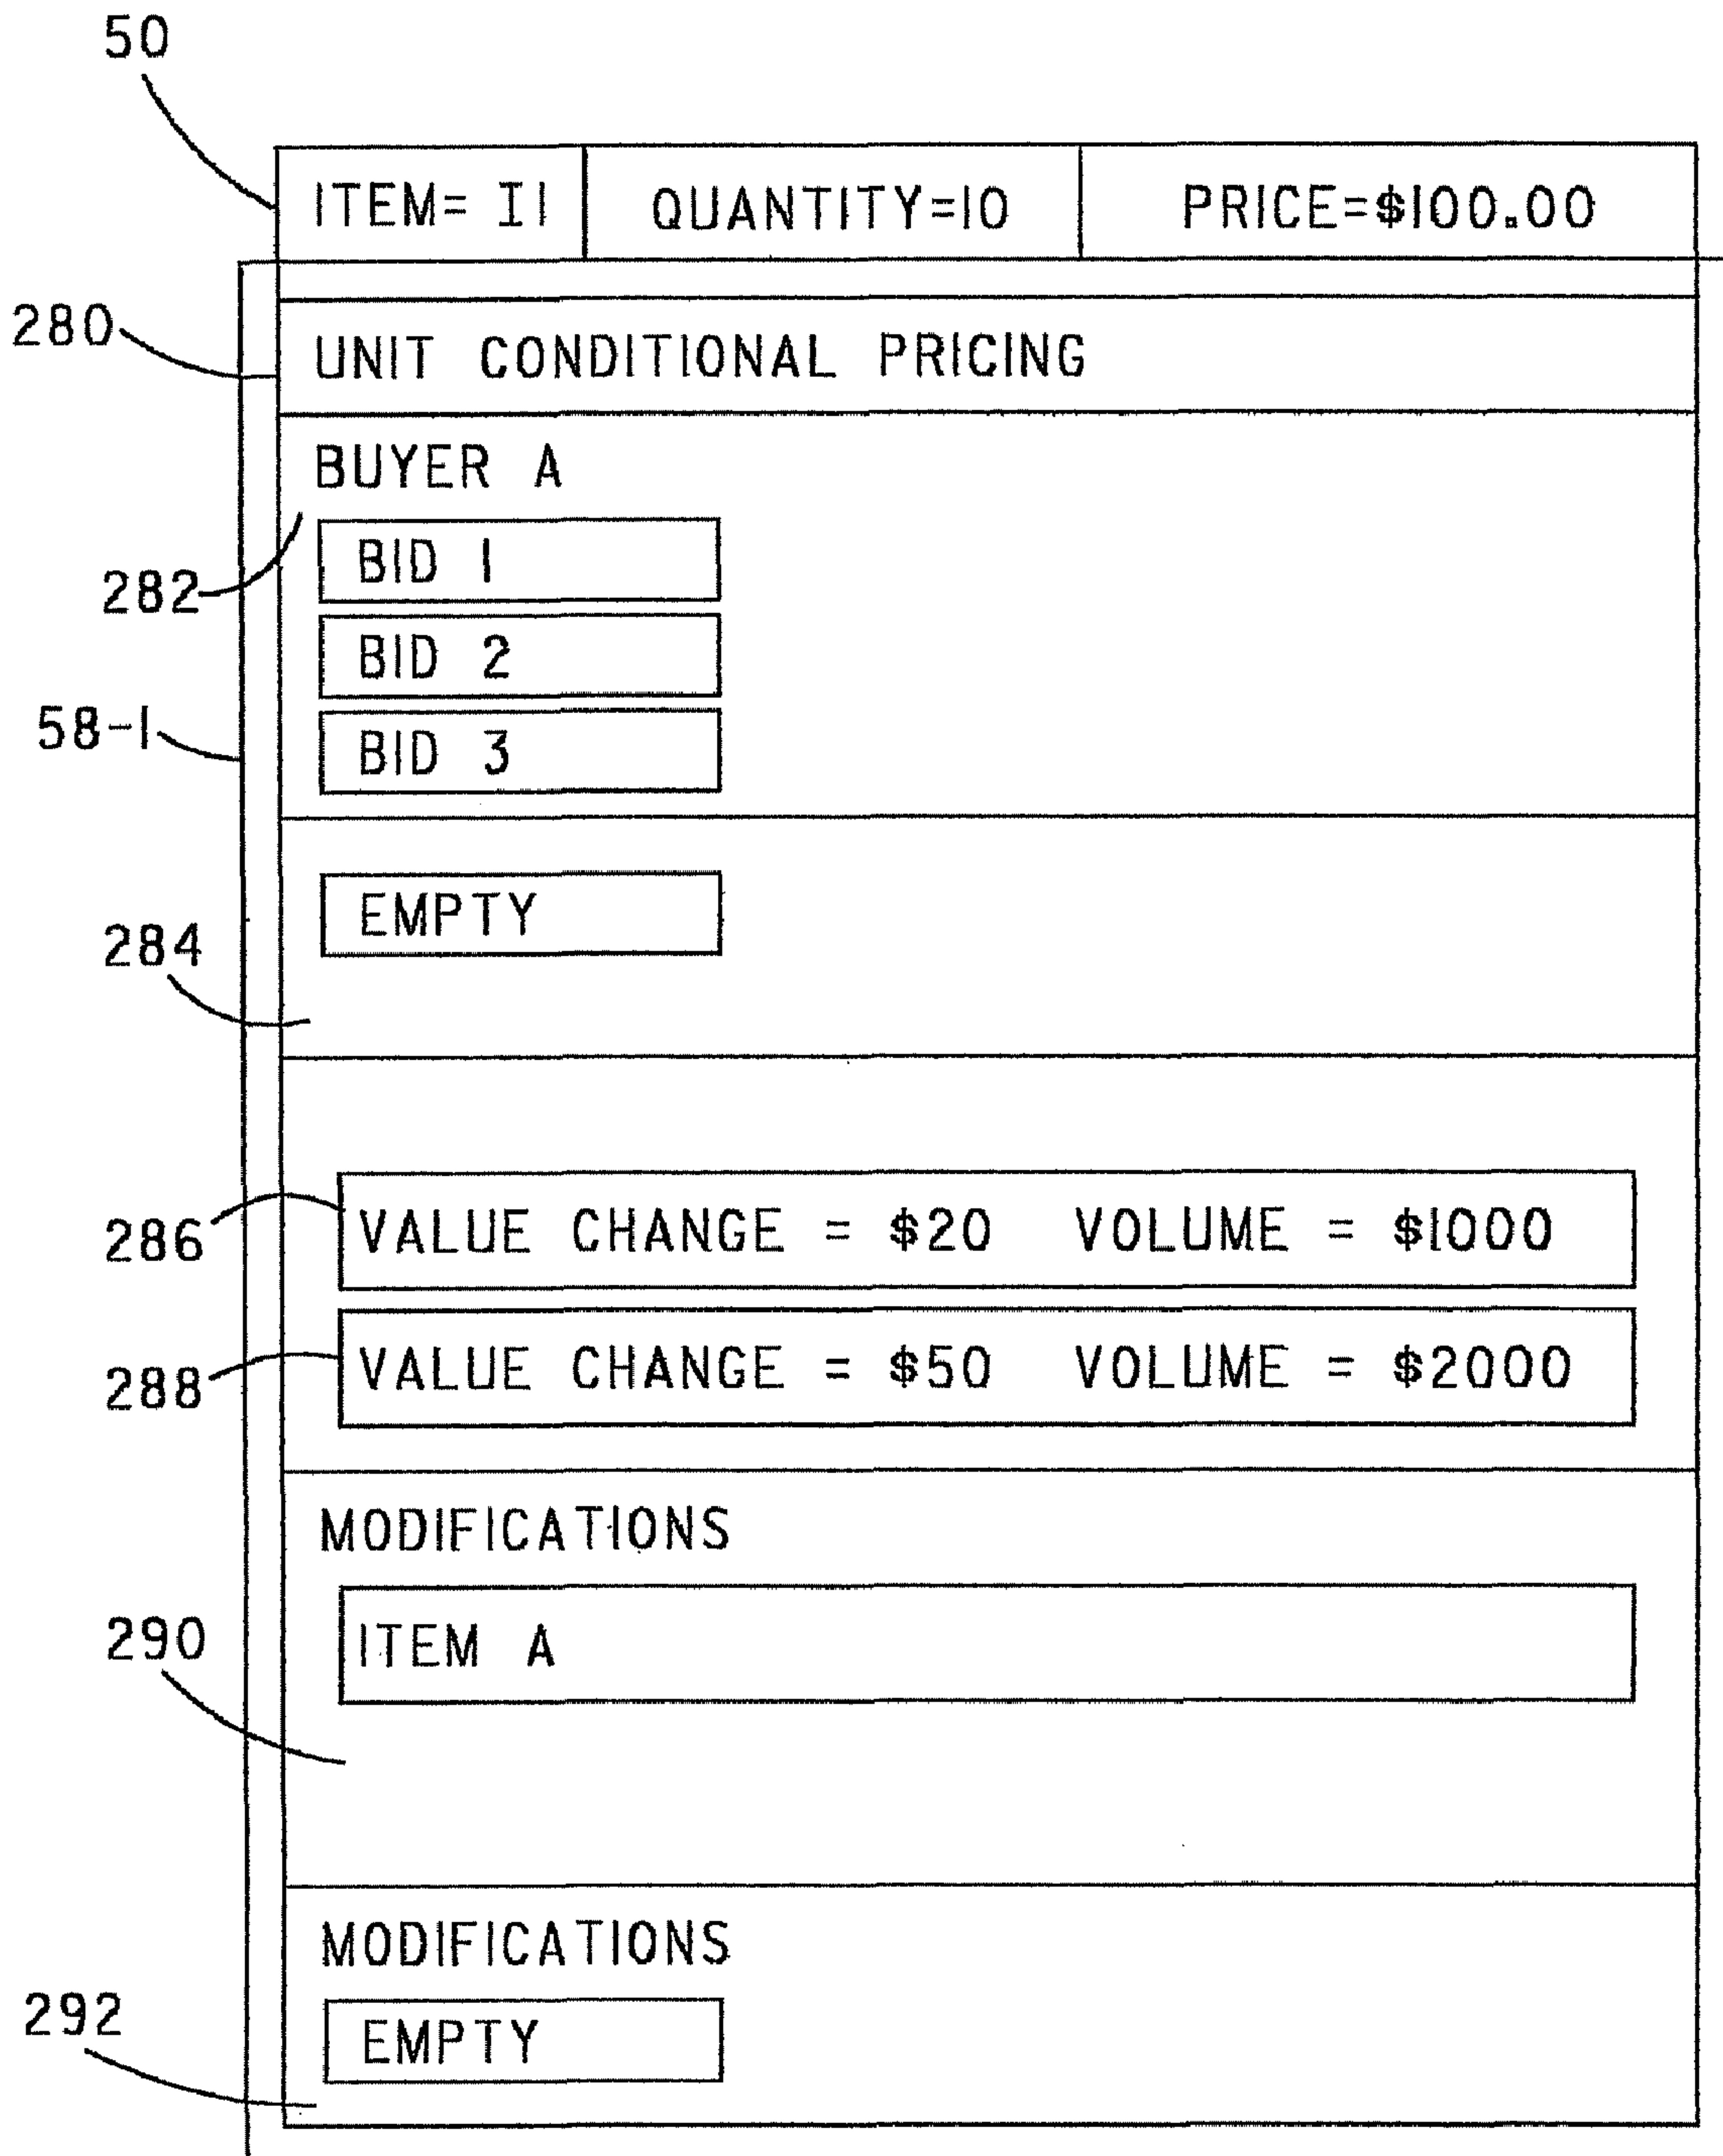 50
ITEM= I1 QUANTITY=10 PRICE=$100.00
280
UNIT CONDITIONAL PRICING
BUYER A
282
BID 1
BID 2
58-1
BID 3
EMPTY
284
286
VALUE CHANGE = $20 VOLUME = $1000
288
VALUE CHANGE = $50 VOLUME = $2000
MODIFICATIONS
290
ITEM A
MODIFICATIONS
292
EMPTY